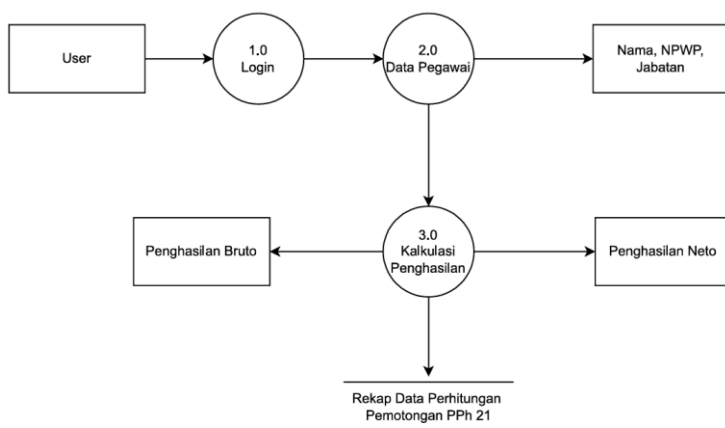 User
1.0
Login
2.0
Data Pegawai
Nama, NPWP,
Jabatan
Penghasilan Bruto
3.0
Kalkulasi
Penghasilan
Penghasilan Neto
Rekap Data Perhitungan
Pemotongan PPh 21